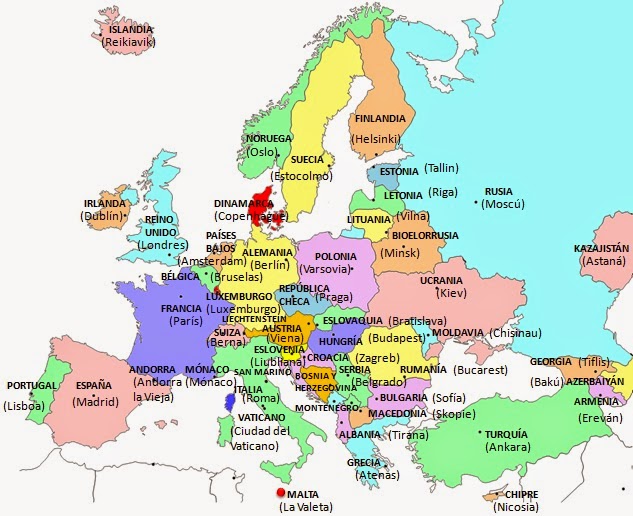 ISLANDIA
(Reikiavik)
FINLANDIA
(Helsinki)
NORUEGA
(Oslo)
SUECIA
(Estocolmo)
ESTONIA (Tallin)
LETONIA (Riga)
RUSIA
(Moscú)
IRLANDA
(Dublín)
REINO
UNIDO
(Londres)
DINAMARCA
(Copenhague)
LITUANIA (Vilna)
BIOELORRUSIA
(Minsk)
KAZAJISTÁN
(Astaná)
PAÍSES
BAJOS
(Amsterdam)
ALEMANIA
(Berlín)
POLONIA
(Varsovia)
BÉLGICA
(Bruselas)
UCRANIA
(Kiev)
LUXEMBURGO
(Luxemburgo)
REPÚBLICA
CHECA (Praga)
FRANCIA
(París)
LIECHTENSTEIN
SUIZA
(Berna)
AUSTRIA
(Viena)
ESLOVAQUIA (Bratislava)
MOLDAVIA (Chisinau)
HUNGRÍA (Budapest)
ESLOVENIA
(Liubliana)
CROACIA (Zagreb)
RUMANÍA (Bucarest)
GEORGIA (Tiflis)
(Bakú) AZERBAIYÁN
ARMENIA
(Ereván)
ANDORRA
(Andorra
la Vieja)
MÓNACO
(Mónaco)
SAN MARINO
BOSNIA Y
HERZEGOVINA
SERBIA
(Belgrado)
PORTUGAL
(Lisboa)
ESPAÑA
(Madrid)
ITALIA
(Roma)
BULGARIA (Sofía)
MONTENEGRO
MACEDONIA (Skopie)
VATICANO
(Ciudad del
Vaticano)
ALBANIA (Tirana)
TURQUÍA
(Ankara)
GRECIA
(Atenas)
MALTA
(La Valeta)
CHIPRE
(Nicosia)